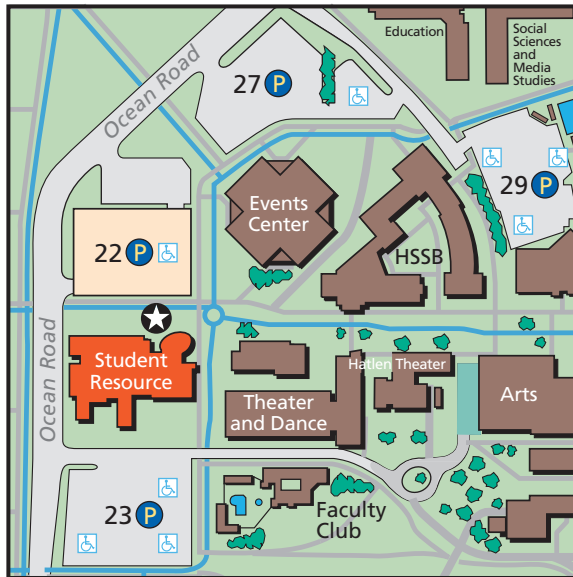 Education
Social
Sciences
and
Media
Studies
Ocean Road
27 P
29 P
Events
Center
HSSB
22 P
Student
Resource
Hatlen Theater
Theater
and Dance
Arts
Ocean Road
23 P
Faculty
Club